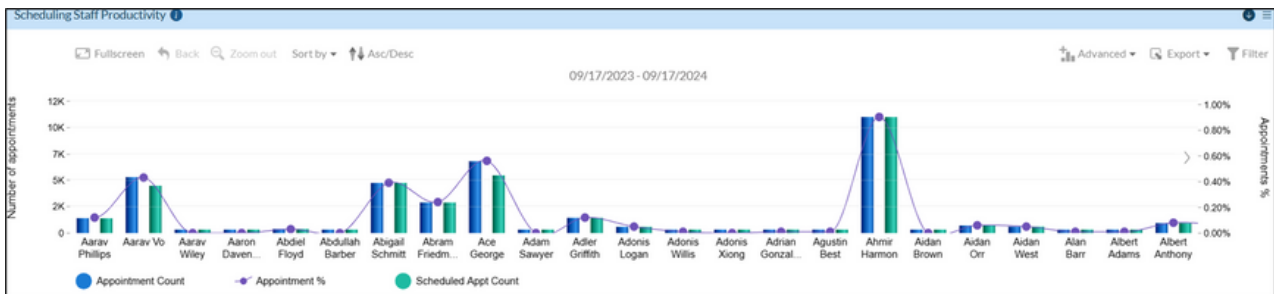 Scheduling Staff Productivity
Fullscreen Back Zoom out Sort by Asc/Desc Advanced Export Filter
09/17/2023 - 09/17/2024
Number of appointments
12K
10K
7K
5K
2K
0
1.00%
0.80%
0.60%
0.40%
0.20%
0.00%
Appointments %
Aarav Phillips
Aarav Vo
Aarav Wiley
Aaron Daven...
Abdiel Floyd
Abdullah Barber
Abigail Schmitt
Abram Friedm...
Ace George
Adam Sawyer
Adler Griffith
Adonis Logan
Adonis Willis
Adonis Xiong
Adrian Gonzal...
Agustin Best
Ahmir Harmon
Aidan Brown
Aidan Orr
Aidan West
Alan Barr
Albert Adams
Albert Anthony
Appointment Count Appointment % Scheduled Appt Count